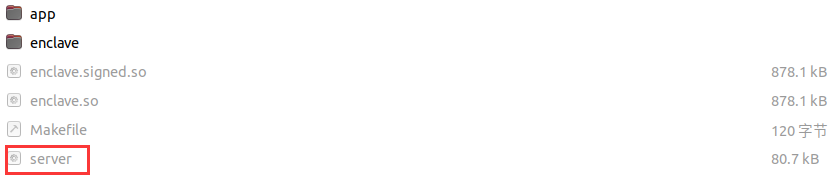 app
enclave
enclave.signed.so 878.1 kB
enclave.so 878.1 kB
Makefile 120 字节
server 80.7 kB